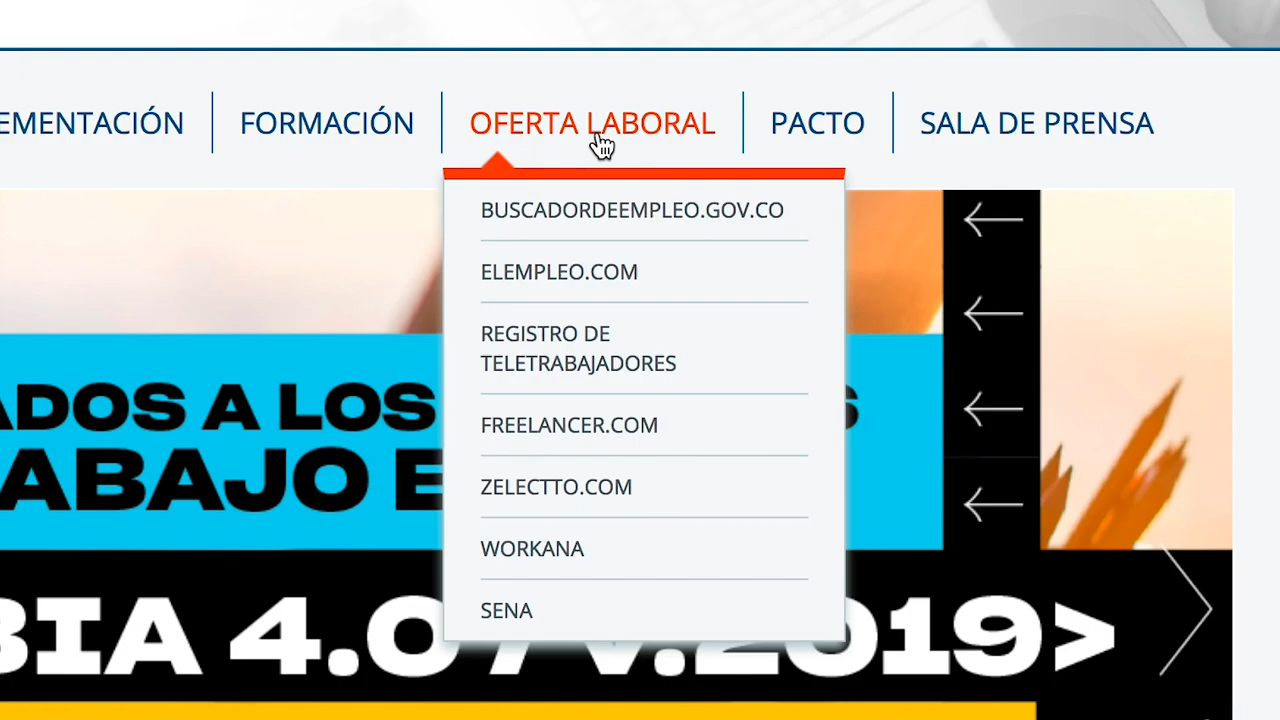 EMENTACIÓN FORMACIÓN OFERTA LABORAL PACTO SALA DE PRENSA
BUSCADORDEEMPLEO.GOV.CO
ELEMPLEO.COM
REGISTRO DE
TELETRABAJADORES
FREELANCER.COM
ZELECTTO.COM
WORKANA
SENA
ADOS A LOS
ABAJO E
BIA 4.0 / V.2019>